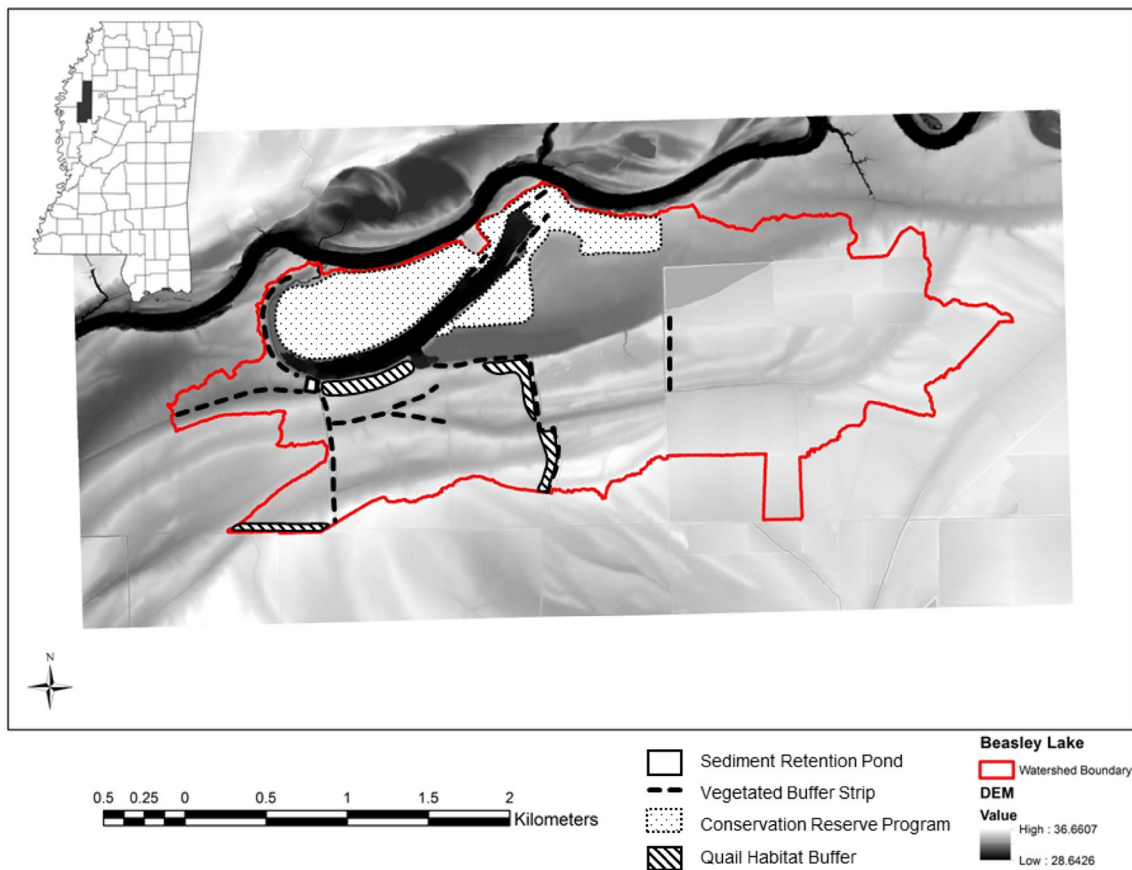 N
0.5 0.25 0 0.5 1 1.5 2
Kilometers
Sediment Retention Pond
Vegetated Buffer Strip
Conservation Reserve Program
Quail Habitat Buffer
Beasley Lake
Watershed Boundary
DEM
Value
High : 36.6607
Low : 28.6426